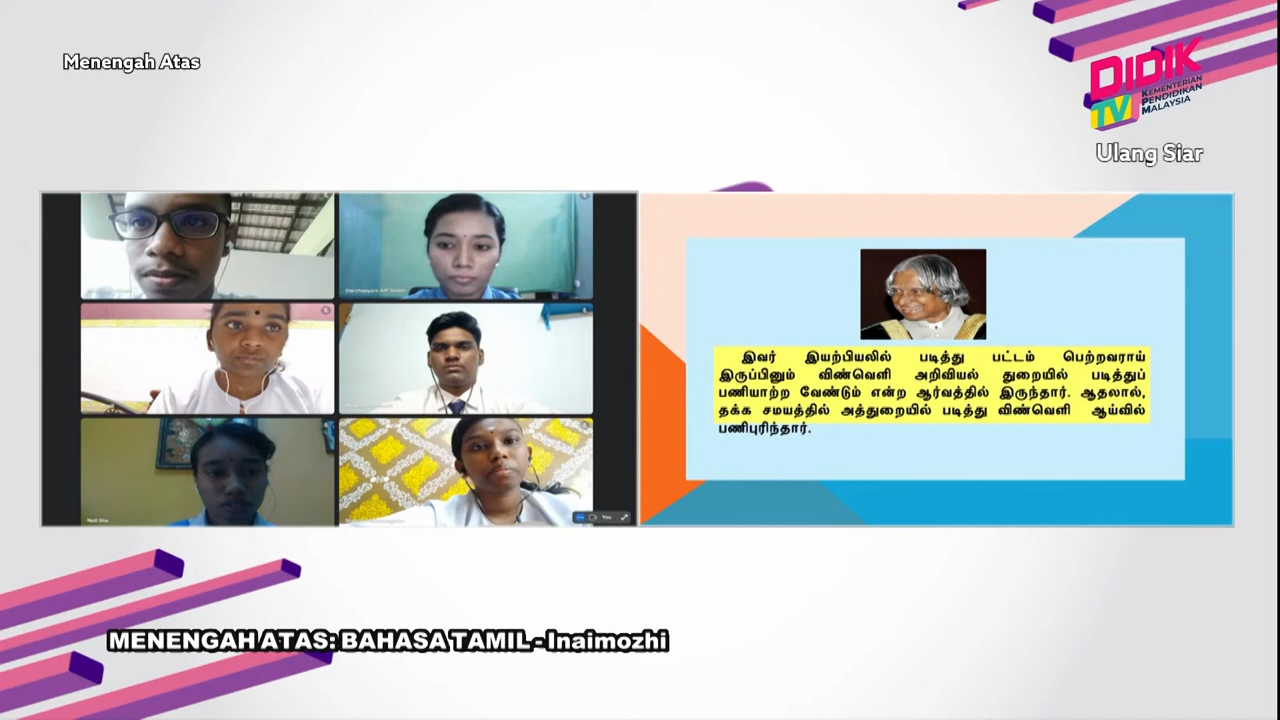 Menengah Atas
DIDIK
TV
KEMENTERIAN
PENDIDIKAN
MALAYSIA
Ulang Siar
இவர் இயற்பியலில் படித்து பட்டம் பெற்றவராய்
இருப்பினும் விண்வெளி அறிவியல் துறையில் படித்துப்
பணியாற்ற வேண்டும் என்ற ஆர்வத்தில் இருந்தார். ஆதலால்,
தக்க சமயத்தில் அத்துறையில் படித்து விண்வெளி ஆய்வில்
பணிபுரிந்தார்.
You
MENENGAH ATAS: BAHASA TAMIL - Inaimozhi